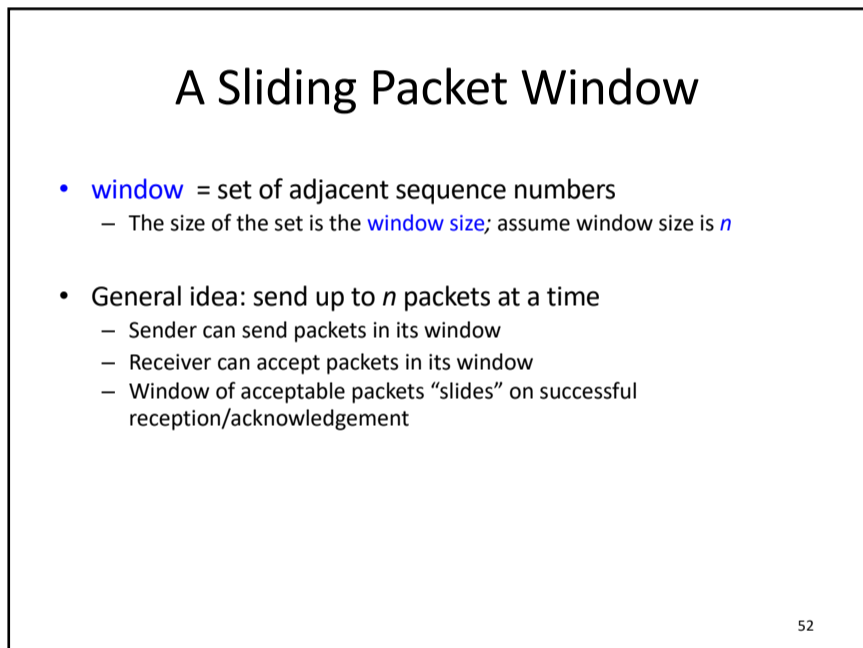 A Sliding Packet Window
• window = set of adjacent sequence numbers
– The size of the set is the window size; assume window size is n
• General idea: send up to n packets at a time
– Sender can send packets in its window
– Receiver can accept packets in its window
– Window of acceptable packets “slides” on successful
reception/acknowledgement
52